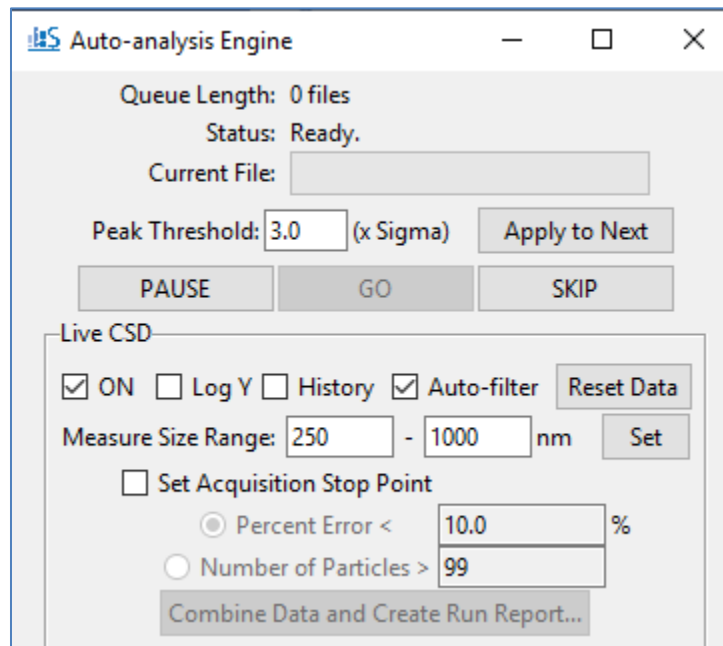 Auto-analysis Engine
Queue Length: 0 files
Status: Ready.
Current File:
Peak Threshold: 3.0 (x Sigma) Apply to Next
PAUSE GO SKIP
Live CSD
ON Log Y History Auto-filter Reset Data
Measure Size Range: 250 - 1000 nm Set
Set Acquisition Stop Point
Percent Error < 10.0 %
Number of Particles > 99
Combine Data and Create Run Report...